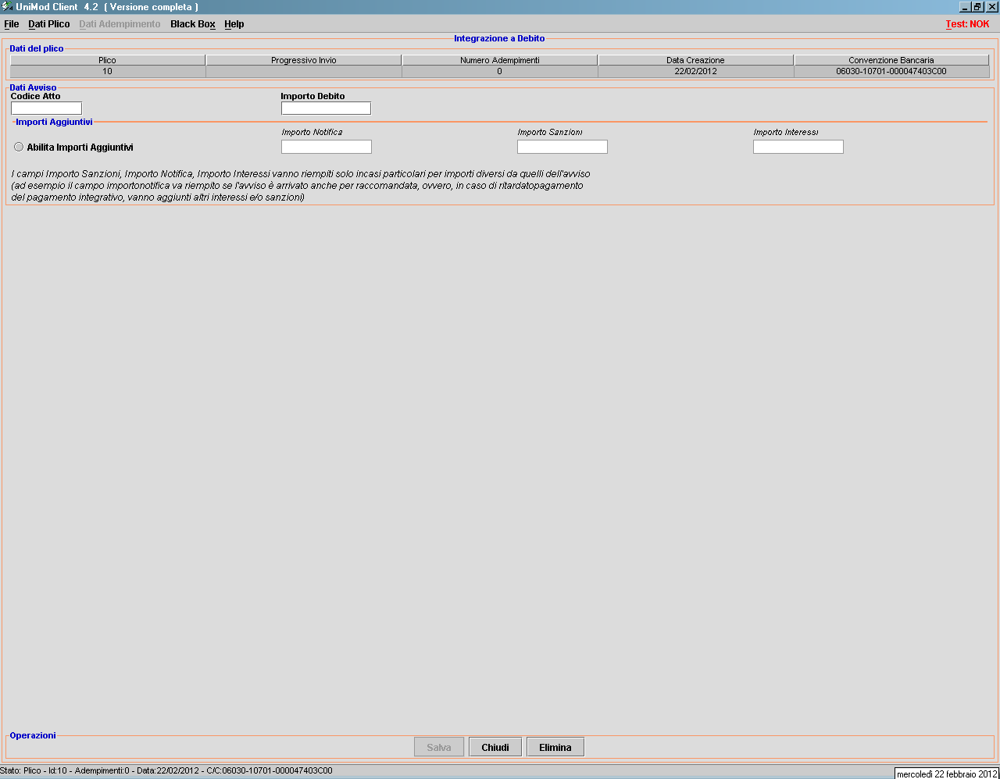 UniMod Client 4.2 ( Versione completa )
File Dati Plico Dati Adempimento Black Box Help Test: NOK
Integrazione a Debito
Dati del plico
Plico Progressivo Invio Numero Adempimenti Data Creazione Convenzione Bancaria
10 0 22/02/2012 06030-10701-000047403C00
Dati Avviso
Codice Atto Importo Debito
Importi Aggiuntivi
Importo Notifica Importo Sanzioni Importo Interessi
Abilita Importi Aggiuntivi
I campi Importo Sanzioni, Importo Notifica, Importo Interessi vanno riempiti solo incasi particolari per importi diversi da quelli dell'avviso
(ad esempio il campo importonotifica va riempito se l'avviso è arrivato anche per raccomandata, ovvero, in caso di ritardatopagamento
del pagamento integrativo, vanno aggiunti altri interessi e/o sanzioni)
Operazioni
Salva Chiudi Elimina
Stato: Plico - Id:10 - Adempimenti:0 - Data:22/02/2012 - C/C:06030-10701-000047403C00
mercoledì 22 febbraio 2012